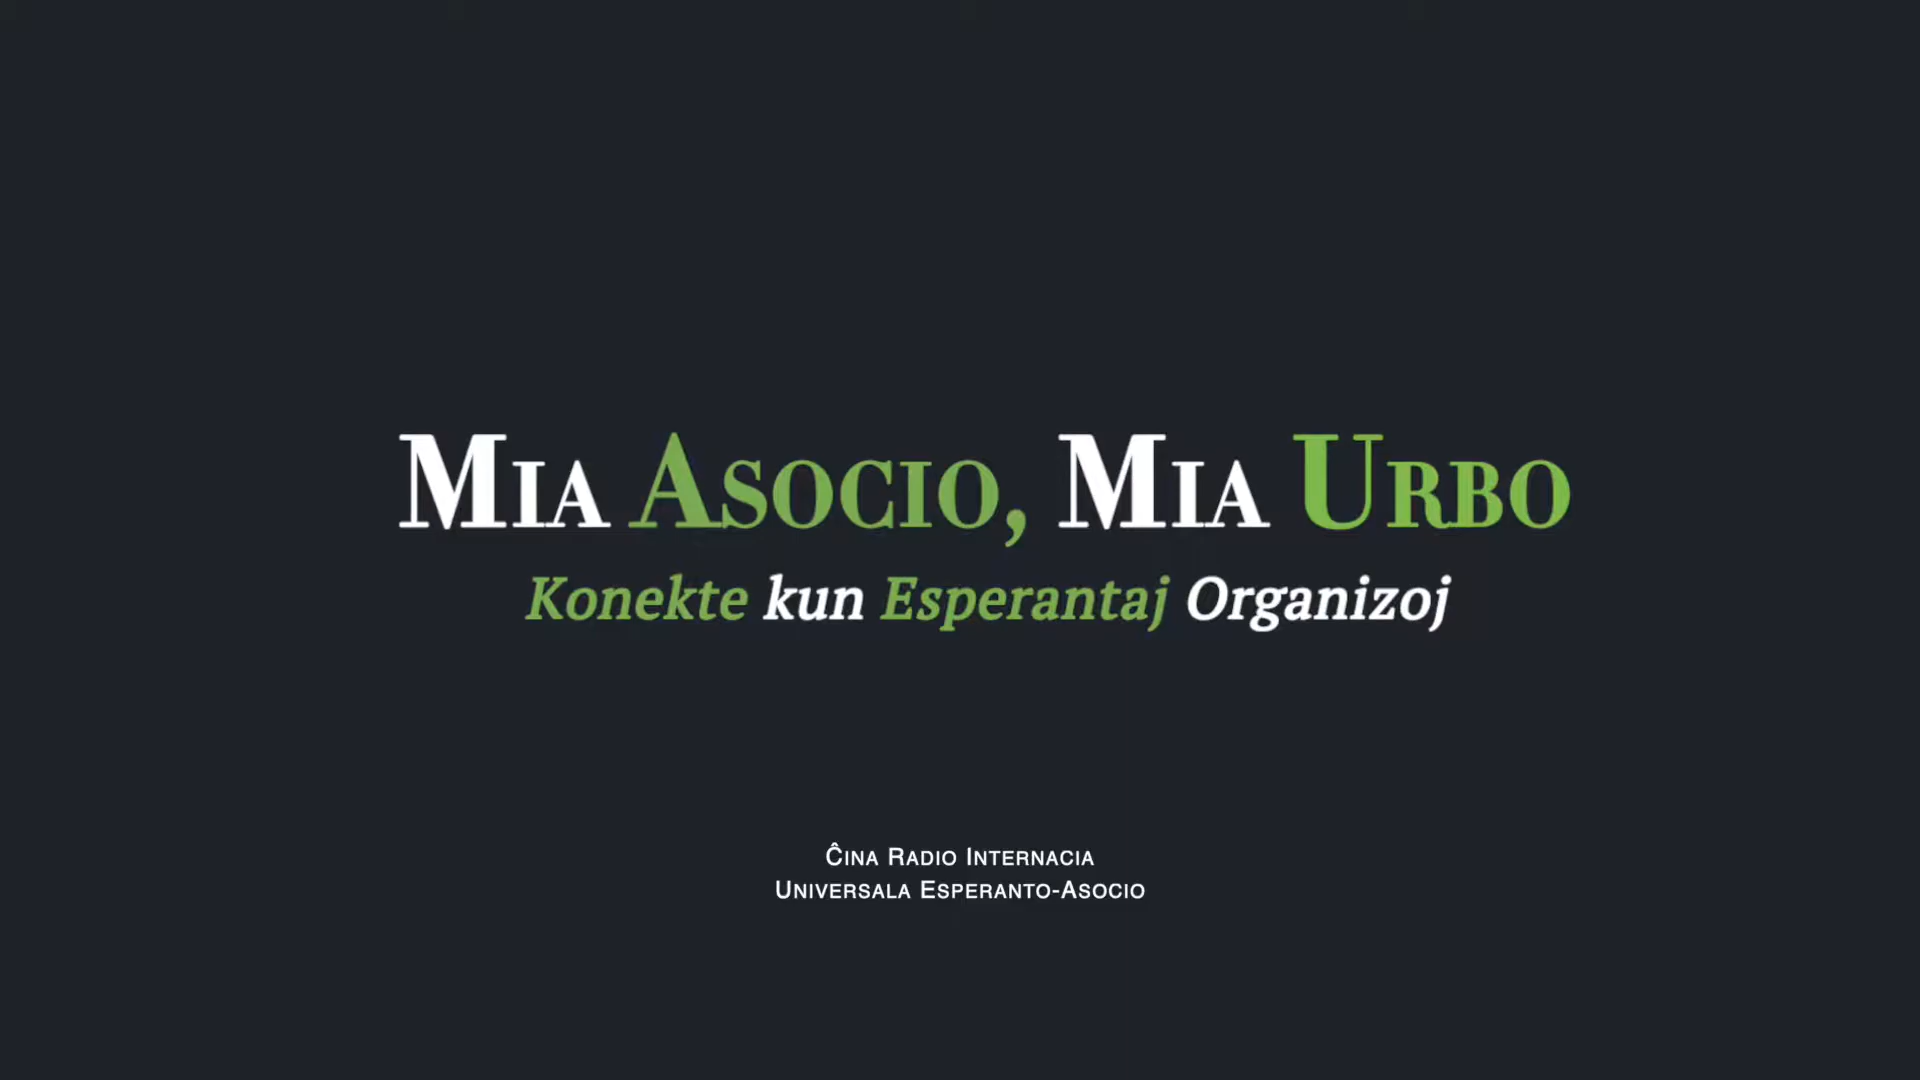 Mia Asocio, Mia Urbo
Konekte kun Esperantaj Organizoj
Ĉina Radio Internacia
Universala Esperanto-Asocio